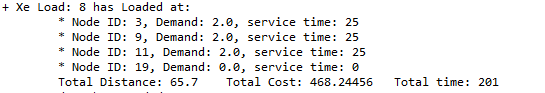 + Xe Load: 8 has Loaded at:
* Node ID: 3, Demand: 2.0, service time: 25
* Node ID: 9, Demand: 2.0, service time: 25
* Node ID: 11, Demand: 2.0, service time: 25
* Node ID: 19, Demand: 0.0, service time: 0
Total Distance: 65.7 Total Cost: 468.24456 Total time: 201